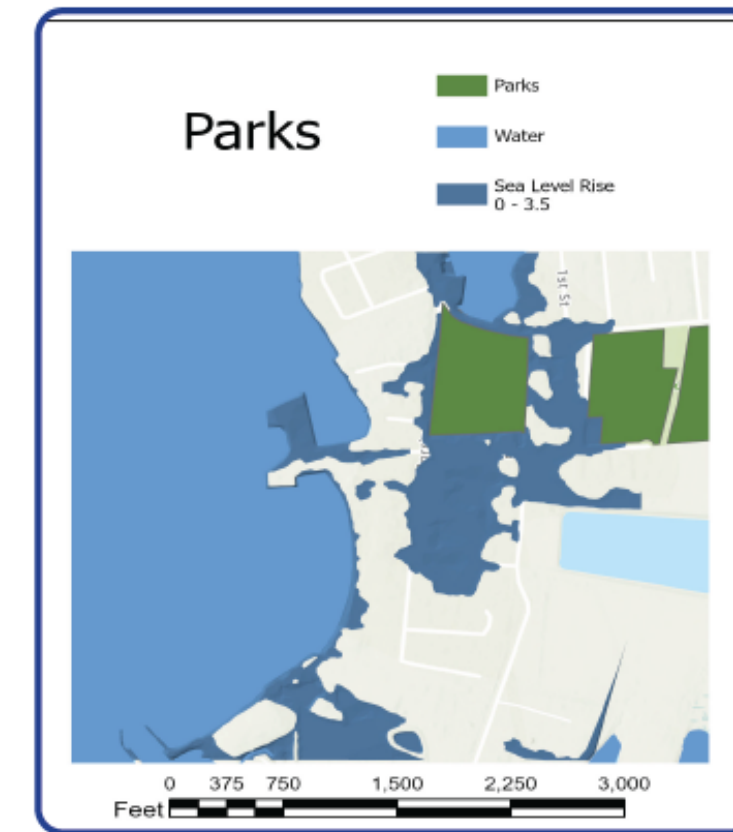 Parks
Parks
Water
Sea Level Rise
0 - 3.5
1st St
0 375 750 1,500 2,250 3,000
Feet